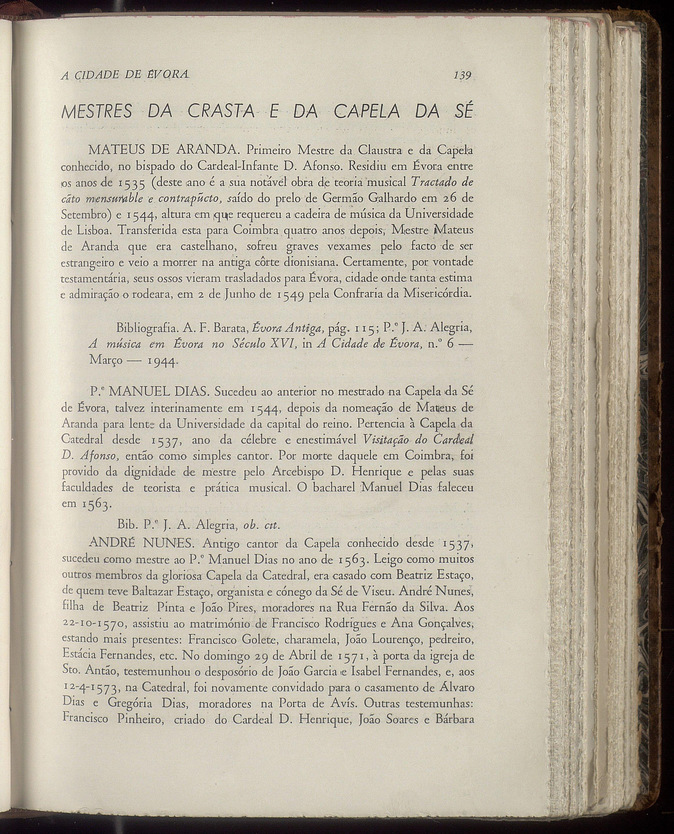 A CIDADE DE ÉVORA 139
MESTRES DA CRASTA E DA CAPELA DA SÉ
MATEUS DE ARANDA. Primeiro Mestre da Claustra e da Capela
conhecido, no bispado do Cardeal-Infante D. Afonso. Residiu em Évora entre
os anos de 1535 (deste ano é a sua notável obra de teoria musical Tractado de
cãto mensurable e contrapũcto, saído do prelo de Germão Galhardo em 26 de
Setembro) e 1544, altura em que requereu a cadeira de música da Universidade
de Lisboa. Transferida esta para Coimbra quatro anos depois, Mestre Mateus
de Aranda que era castelhano, sofreu graves vexames pelo facto de ser
estrangeiro e veio a morrer na antiga côrte dionisiana. Certamente, por vontade
testamentária, seus ossos vieram trasladados para Évora, cidade onde tanta estima
e admiração o rodeara, em 2 de Junho de 1549 pela Confraria da Misericórdia.
Bibliografia. A. F. Barata, Évora Antiga, pág. 115; P.e J. A. Alegria,
A música em Évora no Século XVI, in A Cidade de Évora, n.º 6 —
Março — 1944.
P.e MANUEL DIAS. Sucedeu ao anterior no mestrado na Capela da Sé
de Évora, talvez interinamente em 1544, depois da nomeação de Mateus de
Aranda para lente da Universidade da capital do reino. Pertencia à Capela da
Catedral desde 1537, ano da célebre e enestimável Visitação do Cardeal
D. Afonso, então como simples cantor. Por morte daquele em Coimbra, foi
provido da dignidade de mestre pelo Arcebispo D. Henrique e pelas suas
faculdades de teorista e prática musical. O bacharel Manuel Dias faleceu
em 1563.
Bib. P.e J. A. Alegria, ob. cit.
ANDRÉ NUNES. Antigo cantor da Capela conhecido desde 1537,
sucedeu como mestre ao P.e Manuel Dias no ano de 1563. Leigo como muitos
outros membros da gloriosa Capela da Catedral, era casado com Beatriz Estaço,
de quem teve Baltazar Estaço, organista e cónego da Sé de Viseu. André Nunes,
filha de Beatriz Pinta e João Pires, moradores na Rua Fernão da Silva. Aos
22-10-1570, assistiu ao matrimónio de Francisco Rodrígues e Ana Gonçalves,
estando mais presentes: Francisco Golete, charamela, João Lourenço, pedreiro,
Estácia Fernandes, etc. No domingo 29 de Abril de 1571, à porta da igreja de
Sto. Antão, testemunhou o desposório de João Garcia e Isabel Fernandes, e, aos
12-4-1573, na Catedral, foi novamente convidado para o casamento de Álvaro
Dias e Gregória Dias, moradores na Porta de Avís. Outras testemunhas:
Francisco Pinheiro, criado do Cardeal D. Henrique, João Soares e Bárbara